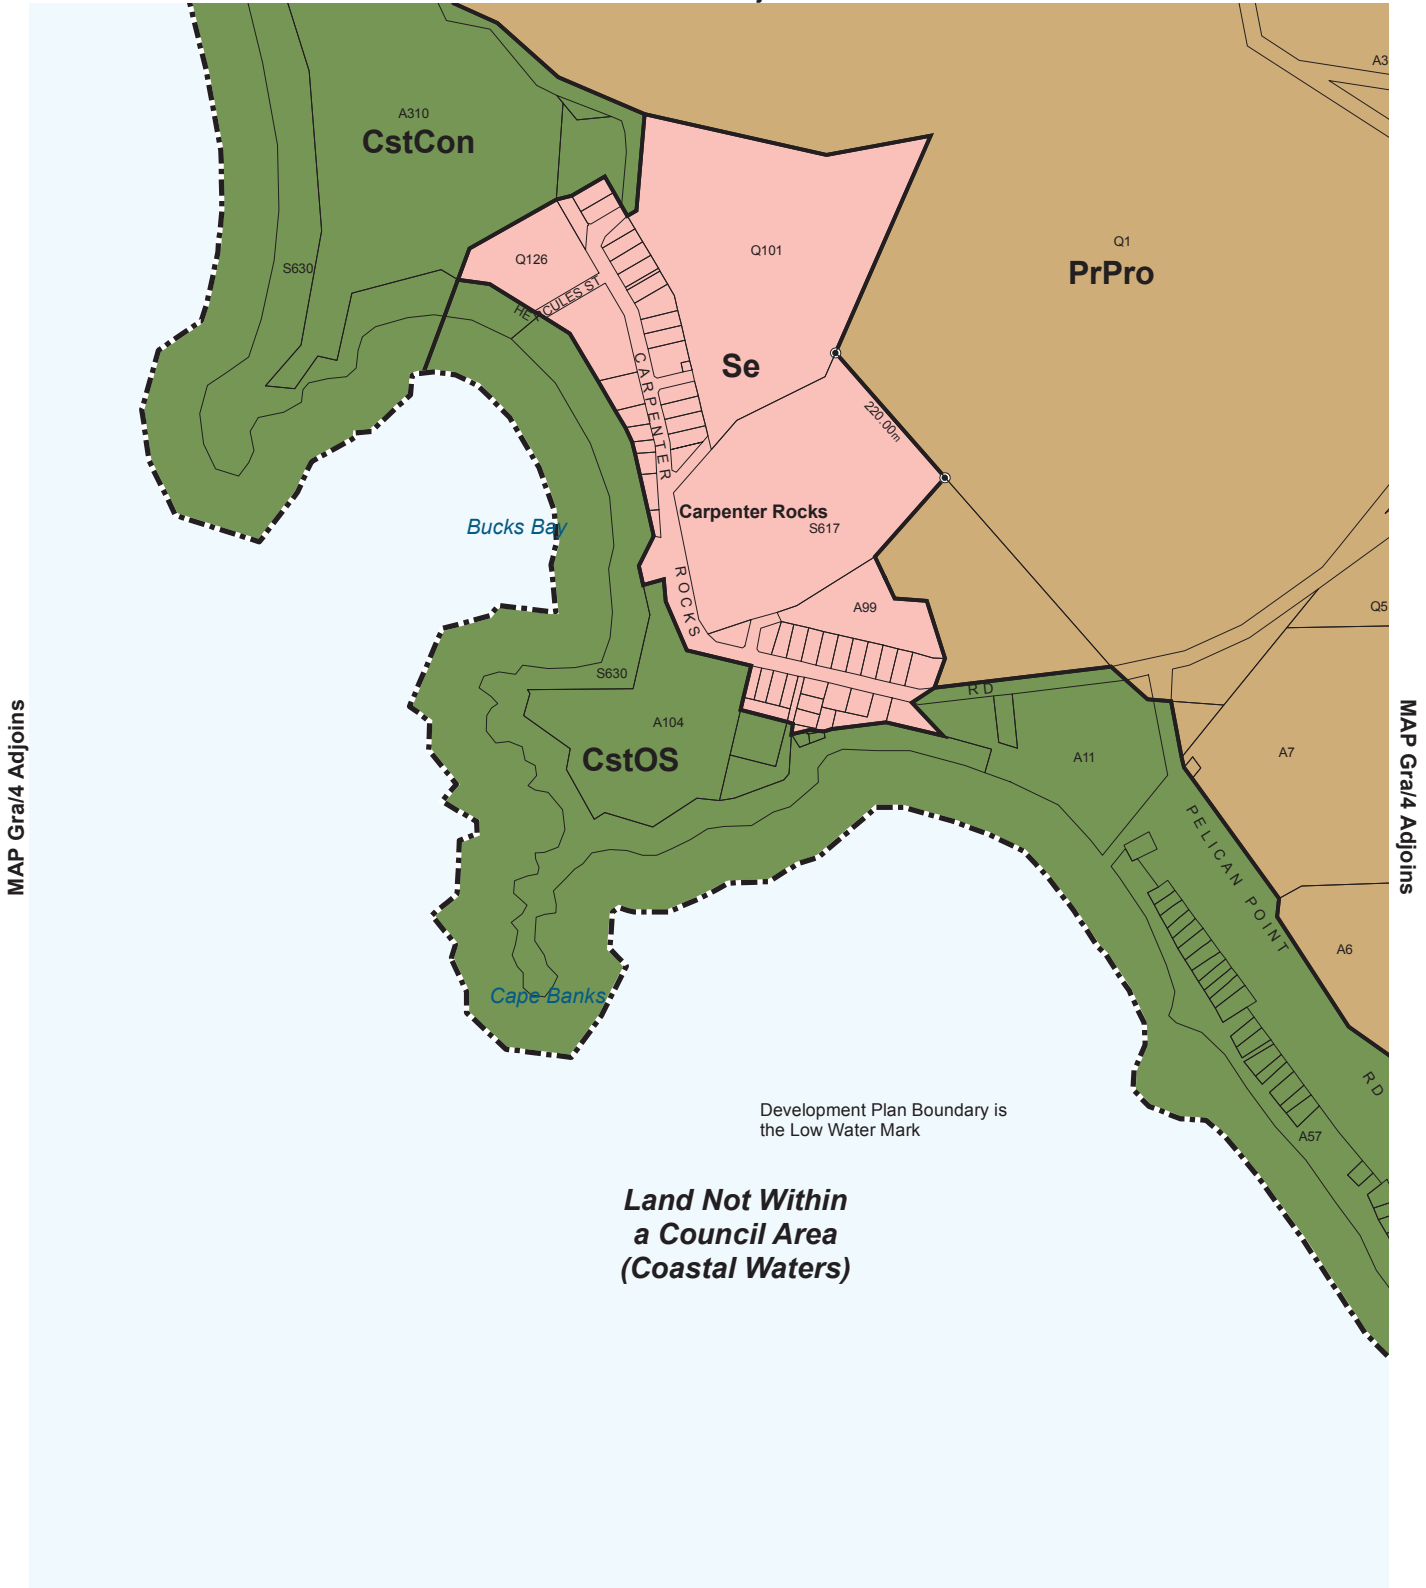 A3
A310
CstCon
Q1
PrPro
Q101
Q126
S630
HERCULES ST
Se
CARPENTER
220.00m
Carpenter Rocks
S617
Bucks Bay
ROCKS
A99
Q5
S630
RD
A104
CstOS
A11
A7
MAP Gra/4 Adjoins
MAP Gra/4 Adjoins
PELICAN POINT
A6
Cape Banks
RD
Development Plan Boundary is
the Low Water Mark
A57
Land Not Within
a Council Area
(Coastal Waters)